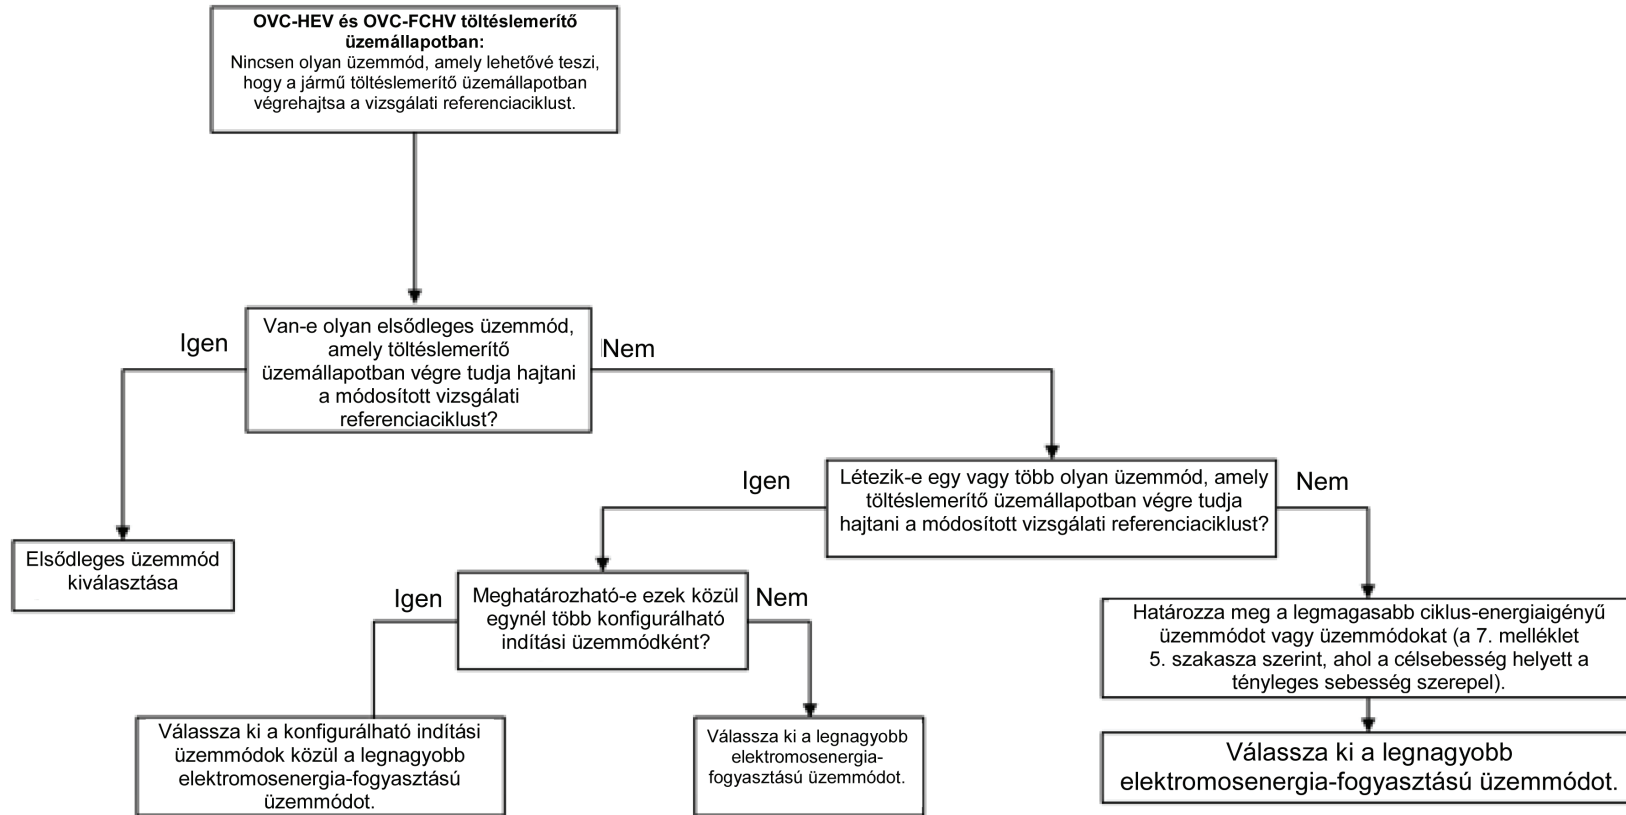 OVC-HEV és OVC-FCHV töltéslemerítő
üzemállapotban:
Nincsen olyan üzemmód, amely lehetővé teszi,
hogy a jármű töltéslemerítő üzemállapotban
végrehajtsa a vizsgálati referenciaciklust.
Igen
Van-e olyan elsődleges üzemmód,
amely töltéslemerítő
üzemállapotban végre tudja hajtani
a módosított vizsgálati
referenciaciklust?
Nem
Igen
Létezik-e egy vagy több olyan üzemmód, amely
töltéslemerítő üzemállapotban végre tudja
hajtani a módosított vizsgálati referenciaciklust?
Nem
Elsődleges üzemmód
kiválasztása
Igen
Meghatározható-e ezek közül
egynél több konfigurálható
indítási üzemmódként?
Nem
Határozza meg a legmagasabb ciklus-energiaigényű
üzemmódot vagy üzemmódokat (a 7. melléklet
5. szakasza szerint, ahol a célsebesség helyett a
tényleges sebesség szerepel).
Válassza ki a konfigurálható indítási
üzemmódok közül a legnagyobb
elektromosenergia-fogyasztású
üzemmódot.
Válassza ki a legnagyobb
elektromosenergia-
fogyasztású üzemmódot.
Válassza ki a legnagyobb
elektromosenergia-fogyasztású üzemmódot.